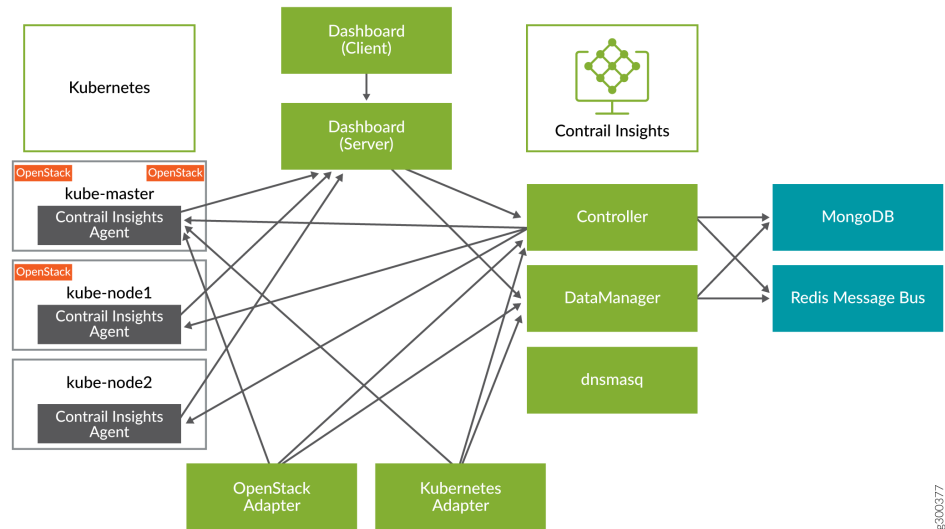 Kubernetes
Dashboard
(Client)
Dashboard
(Server)
Contrail Insights
OpenStack
OpenStack
kube-master
Contrail Insights
Agent
OpenStack
kube-node1
Contrail Insights
Agent
kube-node2
Contrail Insights
Agent
Controller
DataManager
dnsmasq
MongoDB
Redis Message Bus
OpenStack
Adapter
Kubernetes
Adapter
g300377